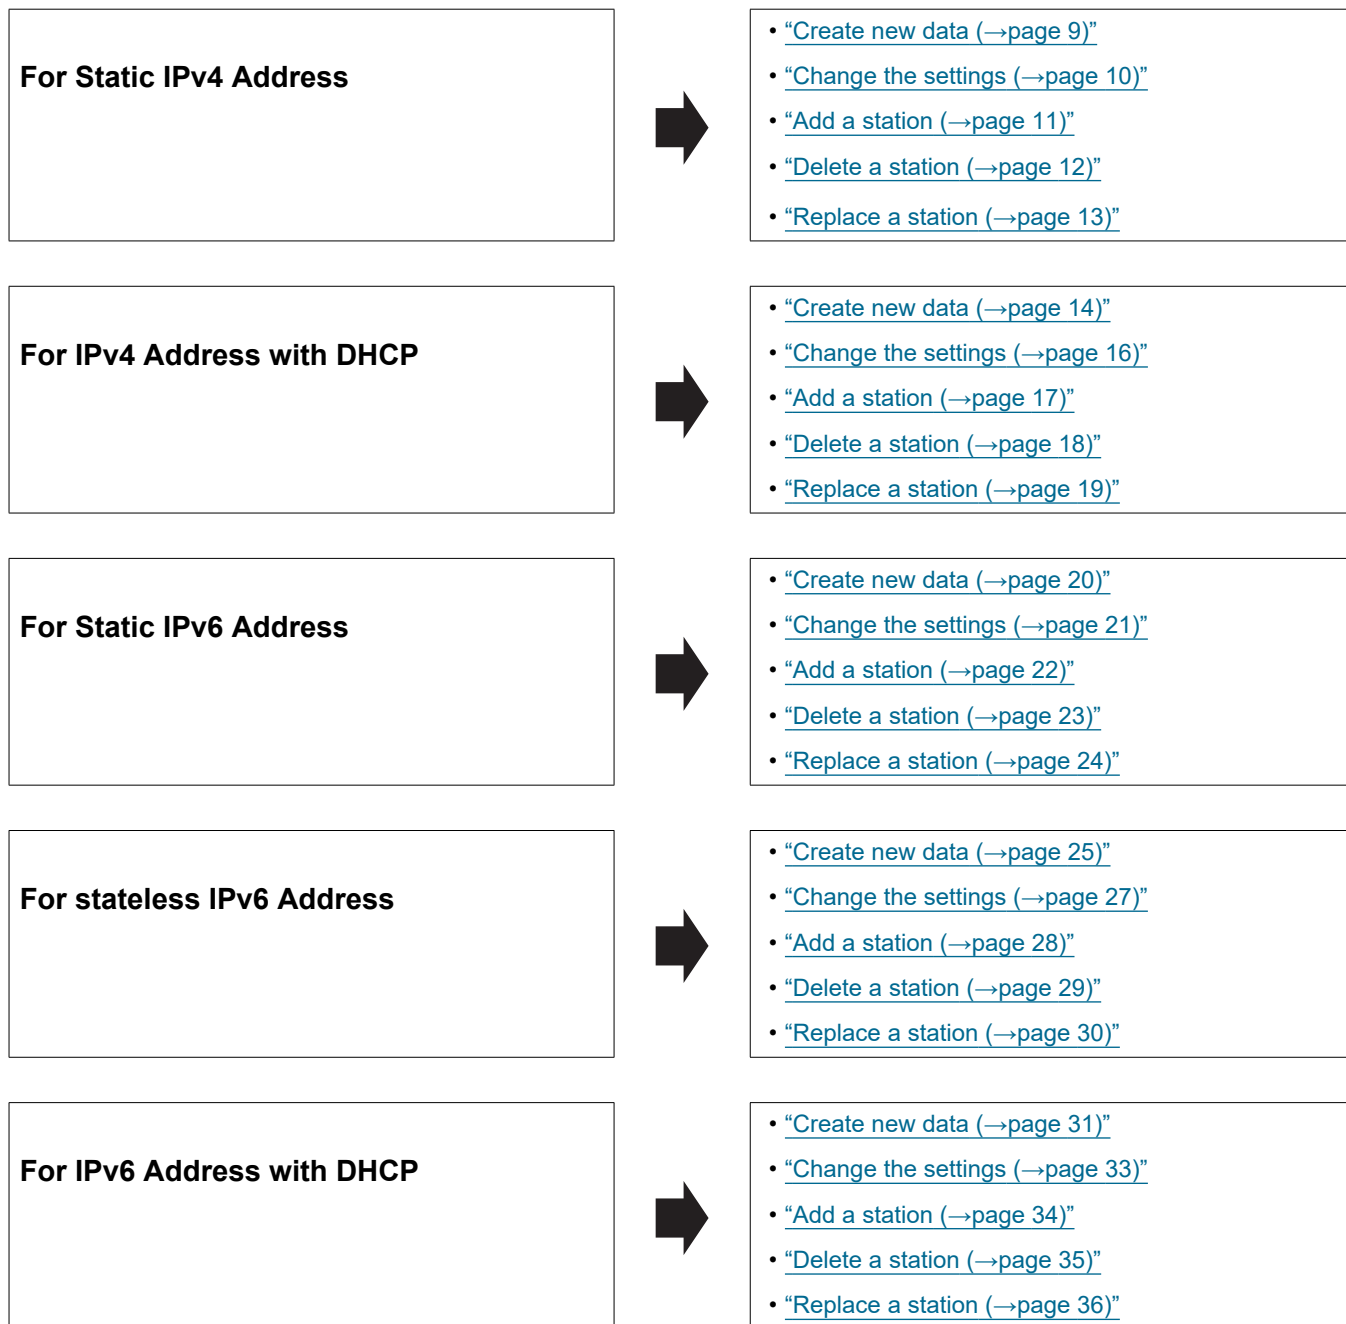 For Static IPv4 Address
• “Create new data (→page 9)”
• “Change the settings (→page 10)”
• “Add a station (→page 11)”
• “Delete a station (→page 12)”
• “Replace a station (→page 13)”
For IPv4 Address with DHCP
• “Create new data (→page 14)”
• “Change the settings (→page 16)”
• “Add a station (→page 17)”
• “Delete a station (→page 18)”
• “Replace a station (→page 19)”
For Static IPv6 Address
• “Create new data (→page 20)”
• “Change the settings (→page 21)”
• “Add a station (→page 22)”
• “Delete a station (→page 23)”
• “Replace a station (→page 24)”
For stateless IPv6 Address
• “Create new data (→page 25)”
• “Change the settings (→page 27)”
• “Add a station (→page 28)”
• “Delete a station (→page 29)”
• “Replace a station (→page 30)”
For IPv6 Address with DHCP
• “Create new data (→page 31)”
• “Change the settings (→page 33)”
• “Add a station (→page 34)”
• “Delete a station (→page 35)”
• “Replace a station (→page 36)”